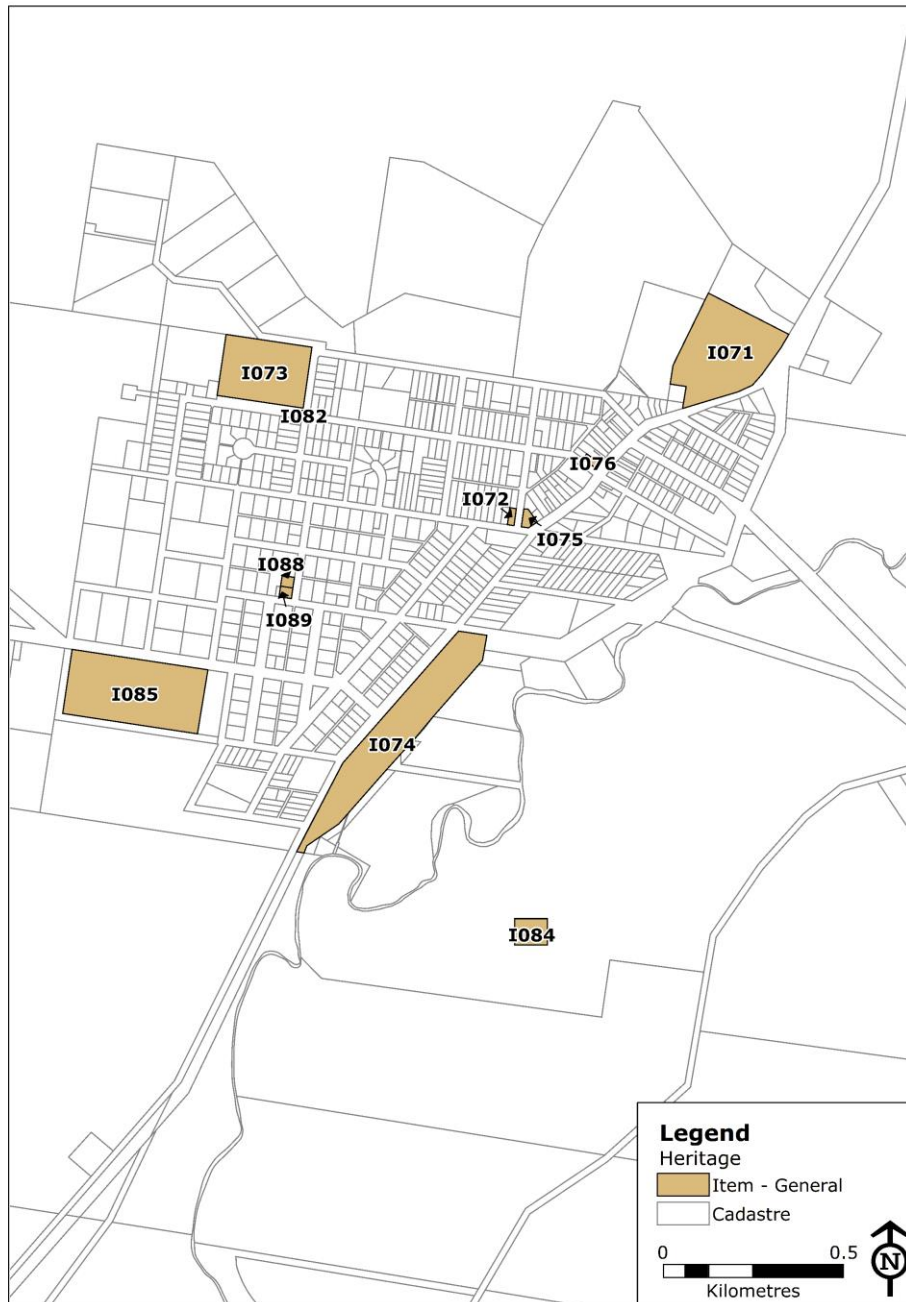 I071
I073
I082
I076
I072
I075
I088
I089
I085
I074
I084
Legend
Heritage
Item - General
Cadastre
0 0.5
Kilometres
N